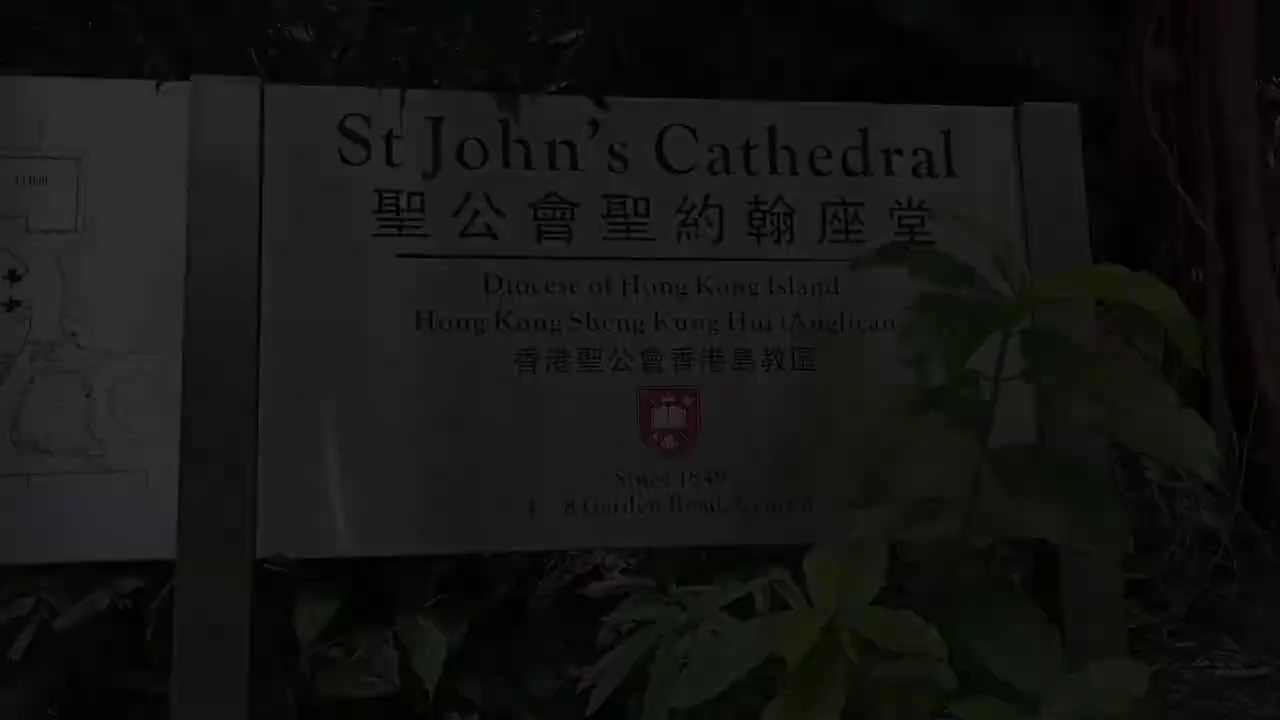 St John's Cathedral
聖公會聖約翰座堂
Diocese of Hong Kong Island
Hong Kong Sheng Kung Hui (Anglican
香港聖公會香港島教區
Since 1849
4 8 Garden Road, Central